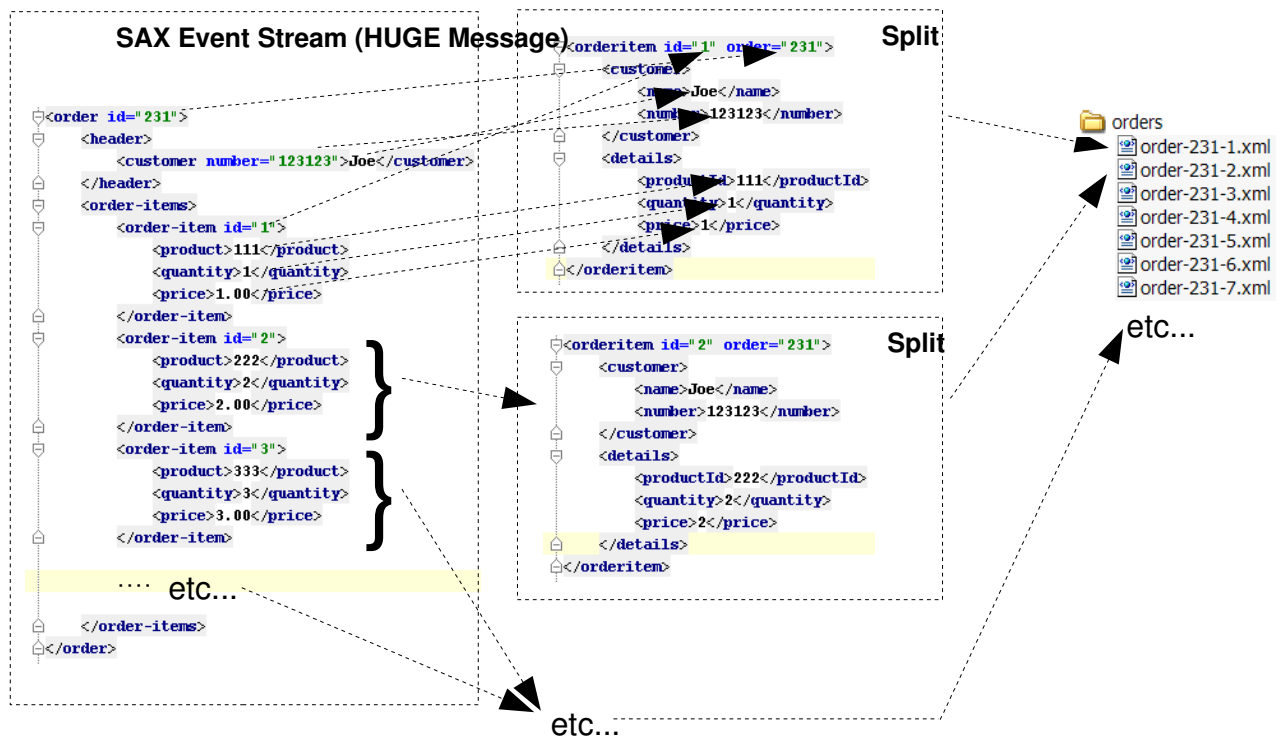 SAX Event Stream (HUGE Message)
<order id="231">
<header>
<customer number="123123">Joe</customer>
</header>
<order-items>
<order-item id="1">
<product>111</product>
<quantity>1</quantity>
<price>1.00</price>
</order-item>
<order-item id="2">
<product>222</product>
<quantity>2</quantity>
<price>2.00</price>
</order-item>
<order-item id="3">
<product>333</product>
<quantity>3</quantity>
<price>3.00</price>
</order-item>
.... etc...
</order-items>
</order>
Split
<orderitem id="1" order="231">
<customer>
<name>Joe</name>
<number>123123</number>
</customer>
<details>
<productId>111</productId>
<quantity>1</quantity>
<price>1</price>
</details>
</orderitem>
Split
<orderitem id="2" order="231">
<customer>
<name>Joe</name>
<number>123123</number>
</customer>
<details>
<productId>222</productId>
<quantity>2</quantity>
<price>2</price>
</details>
</orderitem>
etc...
orders
order-231-1.xml
order-231-2.xml
order-231-3.xml
order-231-4.xml
order-231-5.xml
order-231-6.xml
order-231-7.xml
etc...